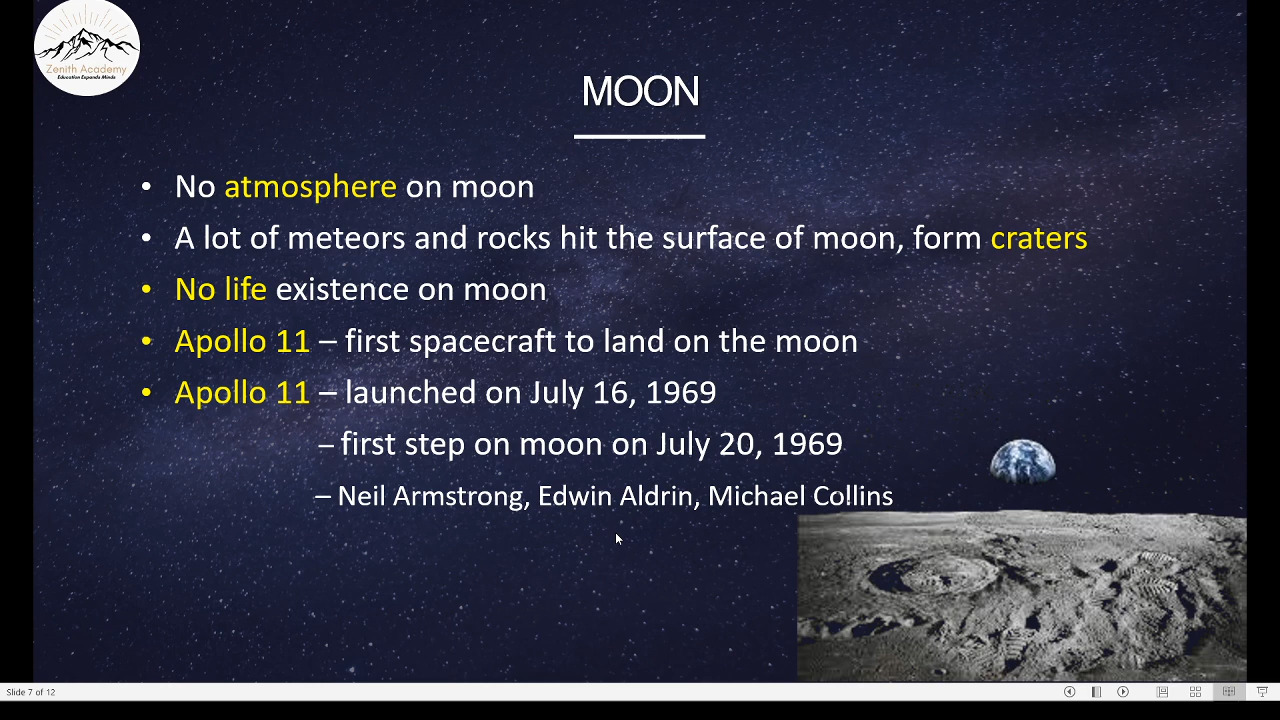 Zenith Academy
Education Expands Minds
MOON
• No atmosphere on moon
• A lot of meteors and rocks hit the surface of moon, form craters
• No life existence on moon
• Apollo 11 – first spacecraft to land on the moon
• Apollo 11 – launched on July 16, 1969
– first step on moon on July 20, 1969
– Neil Armstrong, Edwin Aldrin, Michael Collins
Slide 7 of 12